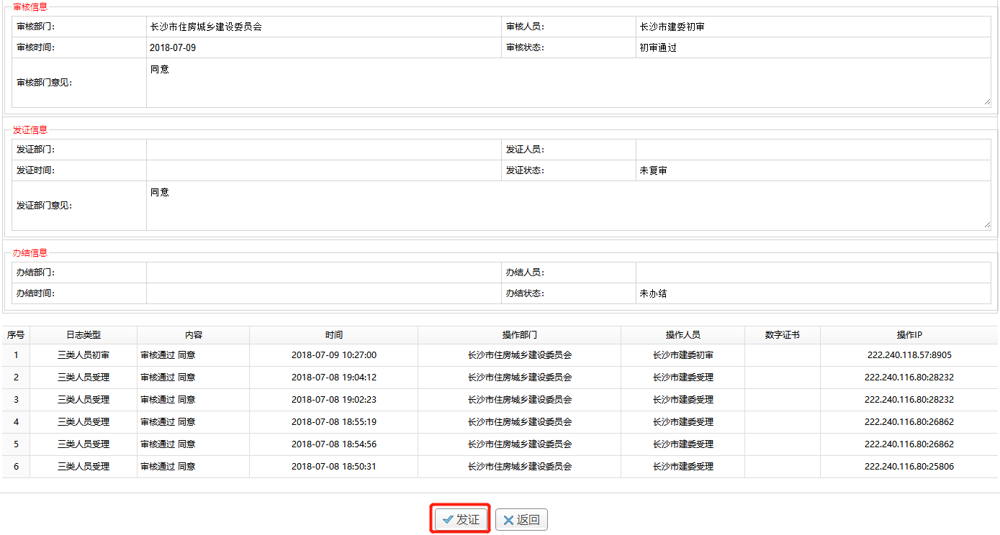 审核信息
审核部门: 长沙市住房城乡建设委员会 审核人员: 长沙市建委初审
审核时间: 2018-07-09 审核状态: 初审通过
审核部门意见: 同意
发证信息
发证部门: 发证人员:
发证时间: 发证状态: 未复审
发证部门意见: 同意
办结信息
办结部门: 办结人员:
办结时间: 办结状态: 未办结
序号 日志类型 内容 时间 操作部门 操作人员 数字证书 操作IP
1 三类人员初审 审核通过 同意 2018-07-09 10:27:00 长沙市住房城乡建设委员会 长沙市建委初审 222.240.118.57:8905
2 三类人员受理 审核通过 同意 2018-07-08 19:04:12 长沙市住房城乡建设委员会 长沙市建委受理 222.240.116.80:28232
3 三类人员受理 审核通过 同意 2018-07-08 19:02:23 长沙市住房城乡建设委员会 长沙市建委受理 222.240.116.80:28232
4 三类人员受理 审核通过 同意 2018-07-08 18:55:19 长沙市住房城乡建设委员会 长沙市建委受理 222.240.116.80:26862
5 三类人员受理 审核通过 同意 2018-07-08 18:54:56 长沙市住房城乡建设委员会 长沙市建委受理 222.240.116.80:26862
6 三类人员受理 审核通过 同意 2018-07-08 18:50:31 长沙市住房城乡建设委员会 长沙市建委受理 222.240.116.80:25806
发证 返回